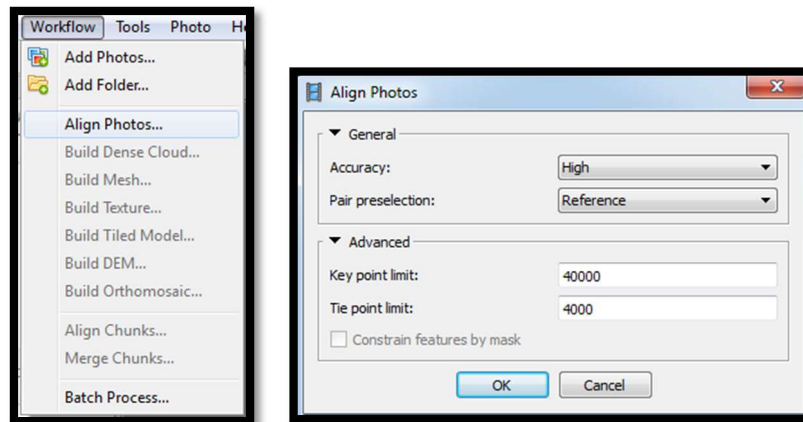 Workflow Tools Photo H
Add Photos...
Add Folder...
Align Photos...
Build Dense Cloud...
Build Mesh...
Build Texture...
Build Tiled Model...
Build DEM...
Build Orthomosaic...
Align Chunks...
Merge Chunks...
Batch Process...
Align Photos
General
Accuracy: High
Pair preselection: Reference
Advanced
Key point limit: 40000
Tie point limit: 4000
Constrain features by mask
OK Cancel